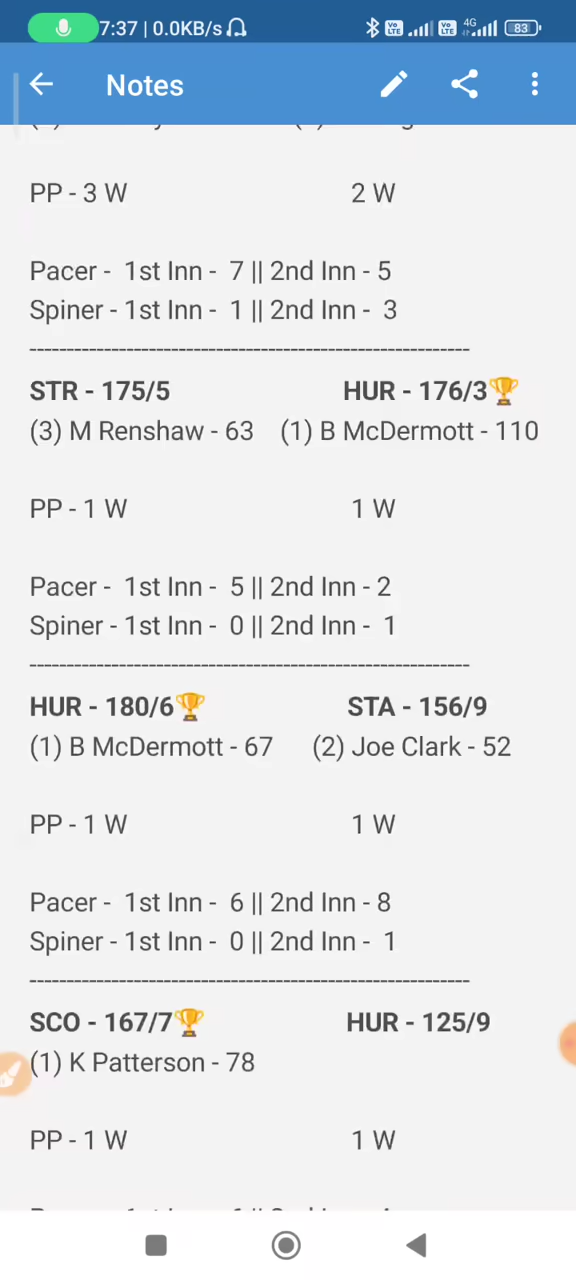 7:37 | 0.0KB/s
4G 83
Notes
PP - 3 W 2 W
Pacer - 1st Inn - 7 || 2nd Inn - 5
Spiner - 1st Inn - 1 || 2nd Inn - 3
------------------------------------------------------------
STR - 175/5 HUR - 176/3🏆
(3) M Renshaw - 63 (1) B McDermott - 110
PP - 1 W 1 W
Pacer - 1st Inn - 5 || 2nd Inn - 2
Spiner - 1st Inn - 0 || 2nd Inn - 1
------------------------------------------------------------
HUR - 180/6🏆 STA - 156/9
(1) B McDermott - 67 (2) Joe Clark - 52
PP - 1 W 1 W
Pacer - 1st Inn - 6 || 2nd Inn - 8
Spiner - 1st Inn - 0 || 2nd Inn - 1
------------------------------------------------------------
SCO - 167/7🏆 HUR - 125/9
(1) K Patterson - 78
PP - 1 W 1 W